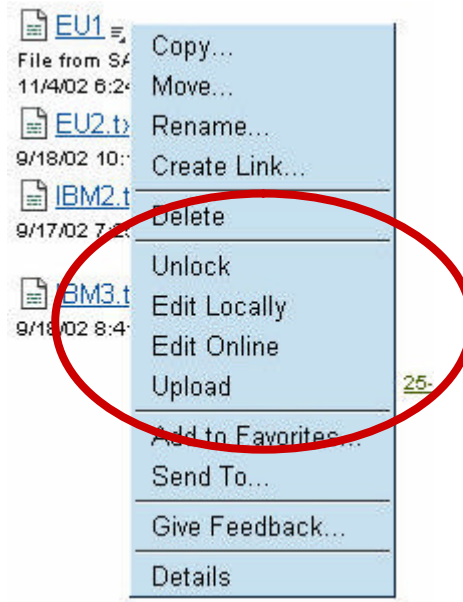 EU1
File from SA
11/4/02 6:24
EU2.tx
9/18/02 10:
IBM2.t
9/17/02 7:2
IBM3.t
9/18/02 8:4
Copy...
Move...
Rename...
Create Link...
Delete
Unlock
Edit Locally
Edit Online
Upload
Add to Favorites...
Send To...
Give Feedback...
Details
25-